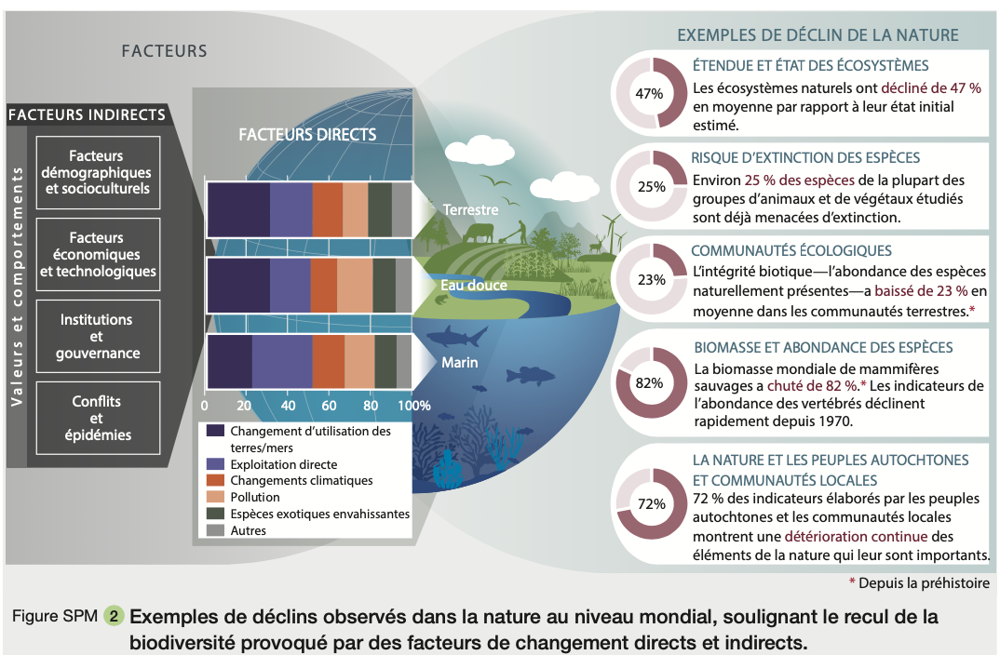 FACTEURS
FACTEURS INDIRECTS
Valeurs et comportements
Facteurs
démographiques
et socioculturels
Facteurs
économiques
et technologiques
Institutions
et
gouvernance
Conflits
et
épidémies
FACTEURS DIRECTS
Terrestre
Eau douce
Marin
0 20 40 60 80 100%
Changement d’utilisation des
terres/mers
Exploitation directe
Changements climatiques
Pollution
Espèces exotiques envahissantes
Autres
EXEMPLES DE DÉCLIN DE LA NATURE
47%
ÉTENDUE ET ÉTAT DES ÉCOSYSTÈMES
Les écosystèmes naturels ont décliné de 47 %
en moyenne par rapport à leur état initial
estimé.
25%
RISQUE D’EXTINCTION DES ESPÈCES
Environ 25 % des espèces de la plupart des
groupes d’animaux et de végétaux étudiés
sont déjà menacées d’extinction.
23%
COMMUNAUTÉS ÉCOLOGIQUES
L’intégrité biotique—l’abondance des espèces
naturellement présentes—a baissé de 23 % en
moyenne dans les communautés terrestres.*
82%
BIOMASSE ET ABONDANCE DES ESPÈCES
La biomasse mondiale de mammifères
sauvages a chuté de 82 %.* Les indicateurs de
l’abondance des vertébrés déclinent
rapidement depuis 1970.
72%
LA NATURE ET LES PEUPLES AUTOCHTONES
ET COMMUNAUTÉS LOCALES
72 % des indicateurs élaborés par les peuples
autochtones et les communautés locales
montrent une détérioration continue des
éléments de la nature qui leur sont importants.
* Depuis la préhistoire
Figure SPM 2 Exemples de déclins observés dans la nature au niveau mondial, soulignant le recul de la
biodiversité provoqué par des facteurs de changement directs et indirects.